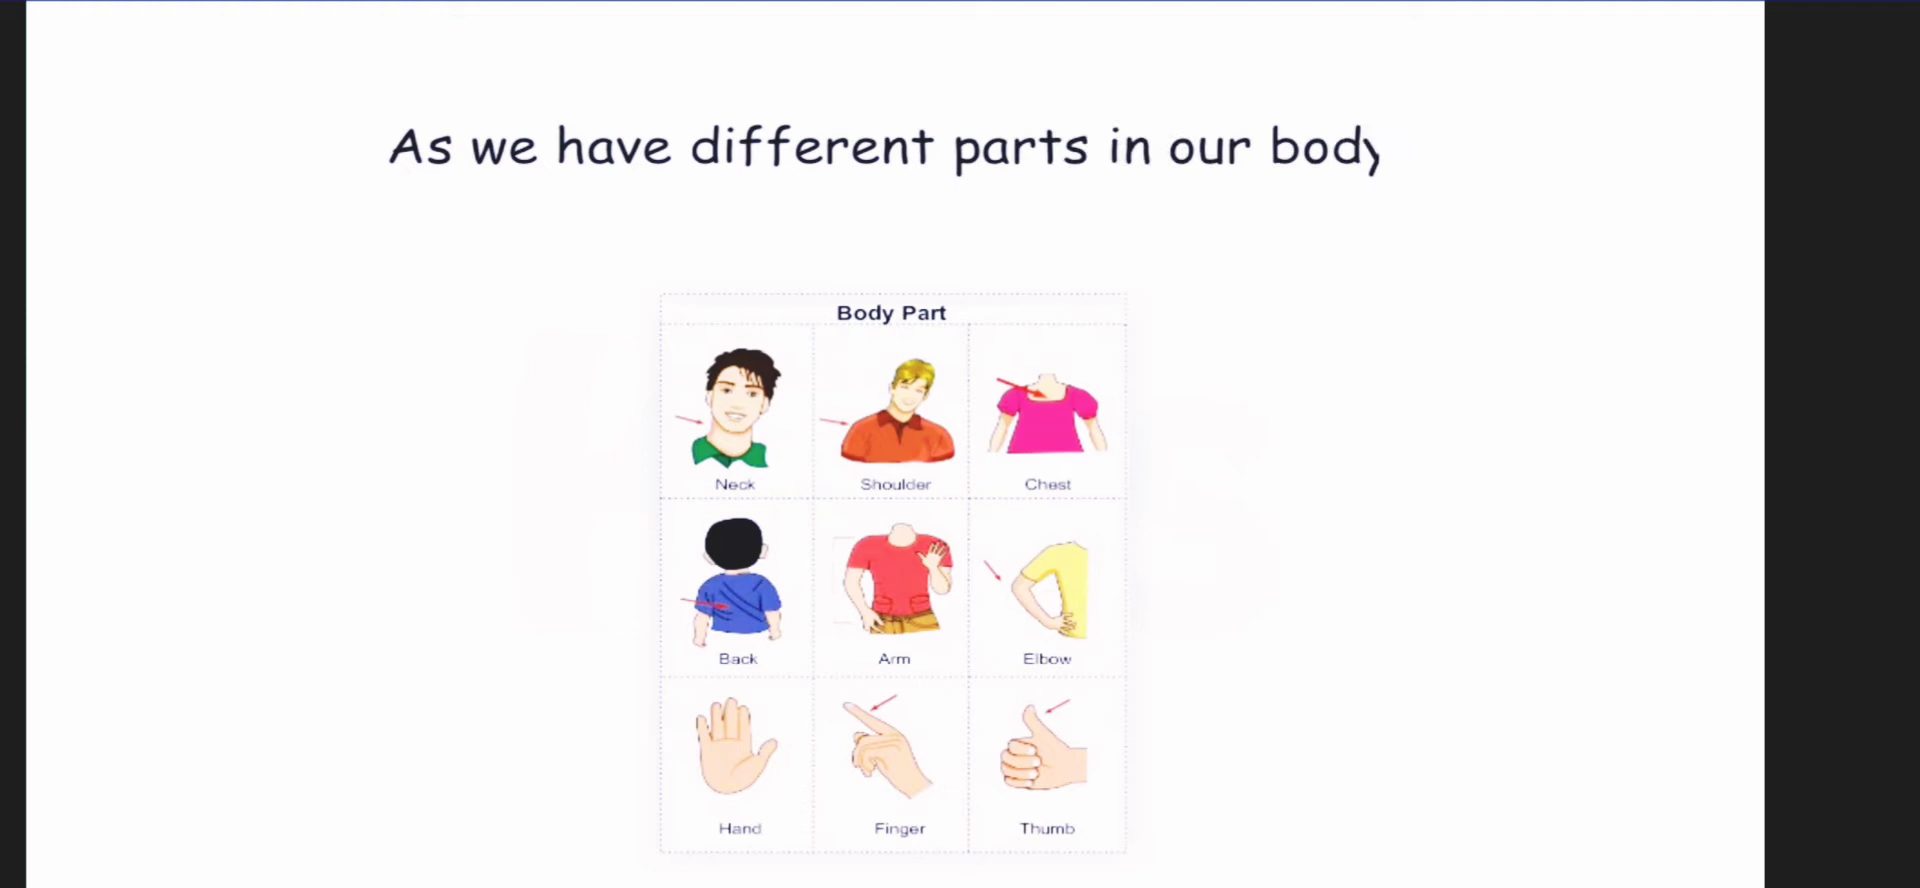 As we have different parts in our body
Body Part
Neck Shoulder Chest
Back Arm Elbow
Hand Finger Thumb